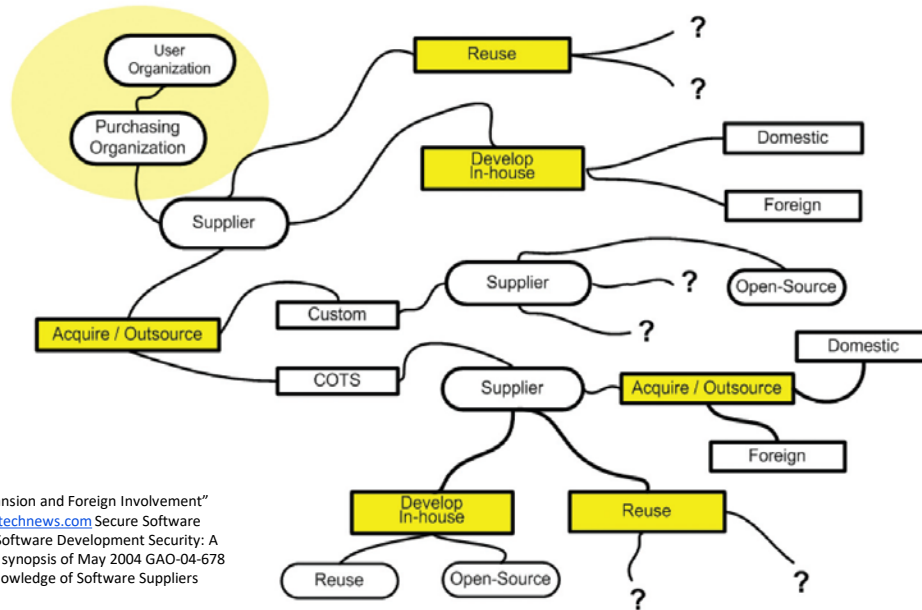 User
Organization
Purchasing
Organization
Supplier
Reuse
?
?
Develop
In-house
Domestic
Foreign
Acquire / Outsource
Custom
Supplier
?
?
Open-Source
COTS
Supplier
Acquire / Outsource
Domestic
Foreign
Develop
In-house
Reuse
Open-Source
Reuse
?
?
nsion and Foreign Involvement”
technews.com Secure Software
Software Development Security: A
synopsis of May 2004 GAO-04-678
owledge of Software Suppliers